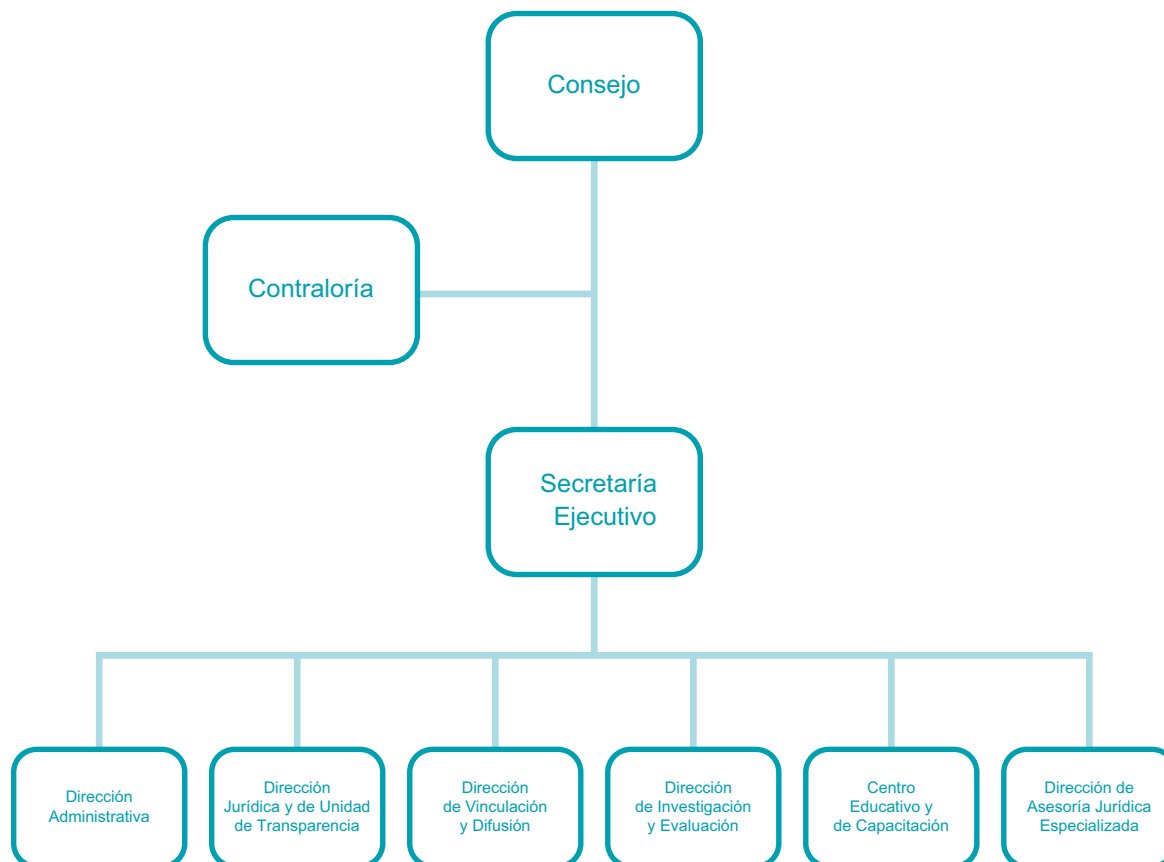 Consejo
Contraloría
Secretaría
Ejecutivo
Dirección
Administrativa
Dirección
Jurídica y de Unidad
de Transparencia
Dirección
de Vinculación
y Difusión
Dirección
de Investigación
y Evaluación
Centro
Educativo y
de Capacitación
Dirección de
Asesoría Jurídica
Especializada